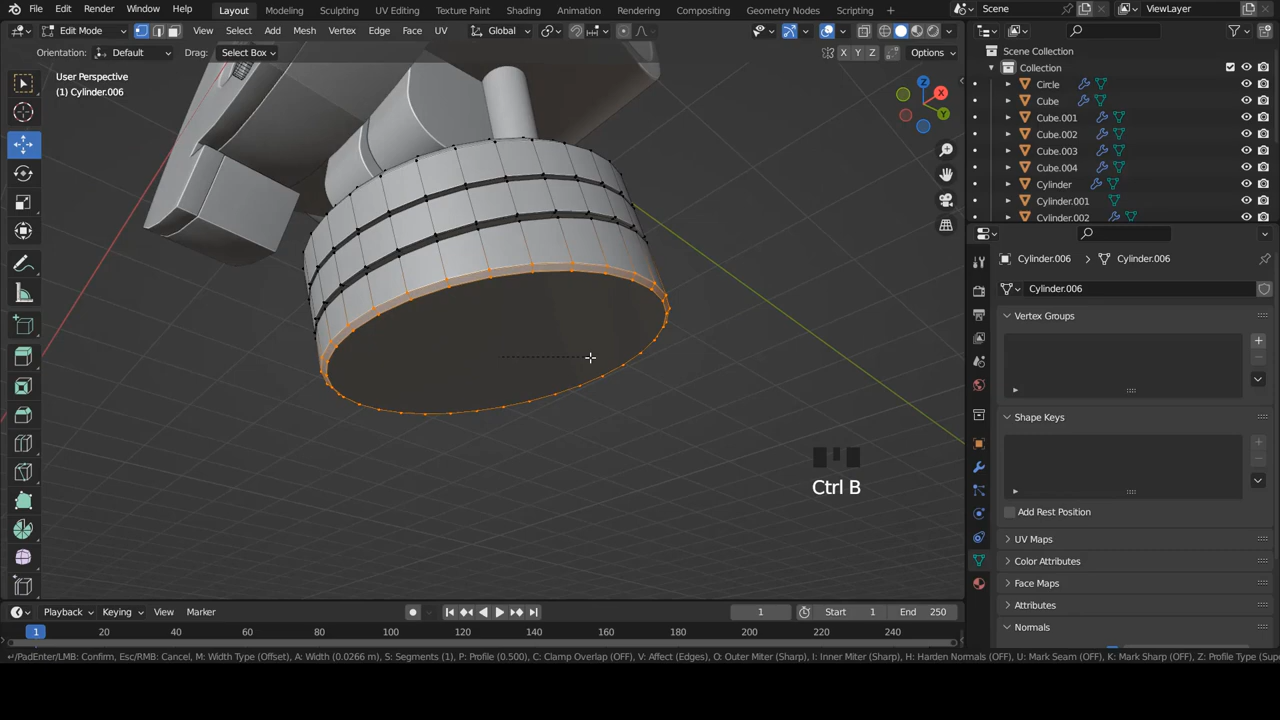 File Edit Render Window Help Layout Modeling Sculpting UV Editing Texture Paint Shading Animation Rendering Compositing Geometry Nodes Scripting Scene ViewLayer
Edit Mode View Select Add Mesh Vertex Edge Face UV Global
Orientation: Default Drag: Select Box X Y Z Options
User Perspective
(1) Cylinder.006
Z X Y
Scene Collection
Collection
Circle
Cube
Cube.001
Cube.002
Cube.003
Cube.004
Cylinder
Cylinder.001
Cylinder.002
Cylinder.006 Cylinder.006
Cylinder.006
Vertex Groups
Shape Keys
Add Rest Position
UV Maps
Color Attributes
Face Maps
Attributes
Normals
Ctrl B
Playback Keying View Marker 1 Start 1 End 250
1 20 40 60 80 100 120 140 160 180 200 220 240
↵/PadEnter/LMB: Confirm, Esc/RMB: Cancel, M: Width Type (Offset), A: Width (0.0266 m), S: Segments (1), P: Profile (0.500), C: Clamp Overlap (OFF), V: Affect (Edges), O: Outer Miter (Sharp), I: Inner Miter (Sharp), H: Harden Normals (OFF), U: Mark Seam (OFF), K: Mark Sharp (OFF), Z: Profile Type (Sup